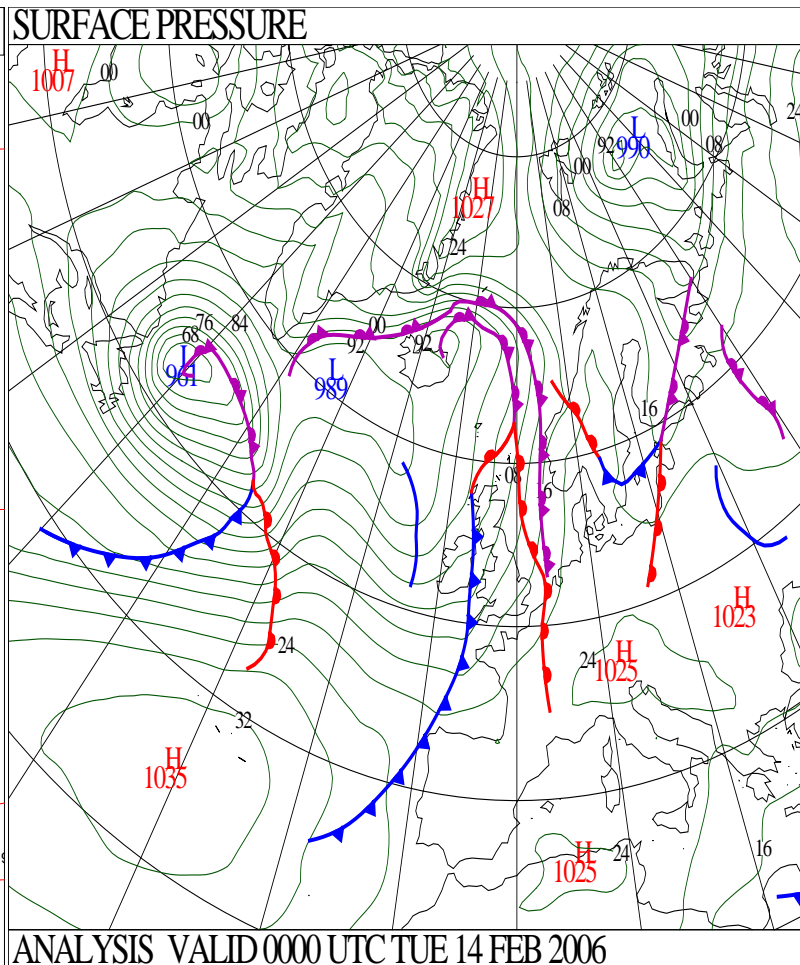 SURFACE PRESSURE
H
1007
00
00
L
990
92
00
00
08
24
08
H
1027
24
68
76
84
L
961
00
92
92
L
989
16
08
16
H
1023
24
H
1025
24
32
H
1035
H
1025
24
16
ANALYSIS VALID 0000 UTC TUE 14 FEB 2006